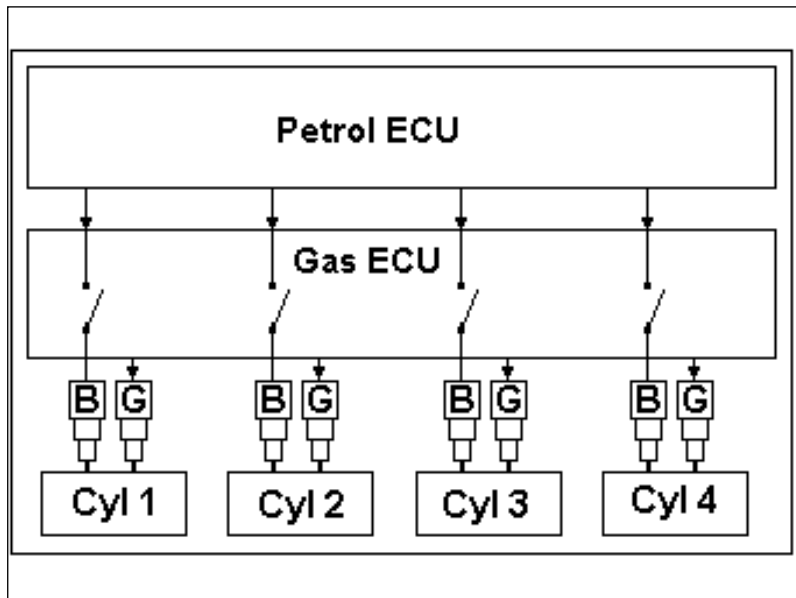 Petrol ECU
Gas ECU
B G B G B G B G
Cyl 1 Cyl 2 Cyl 3 Cyl 4